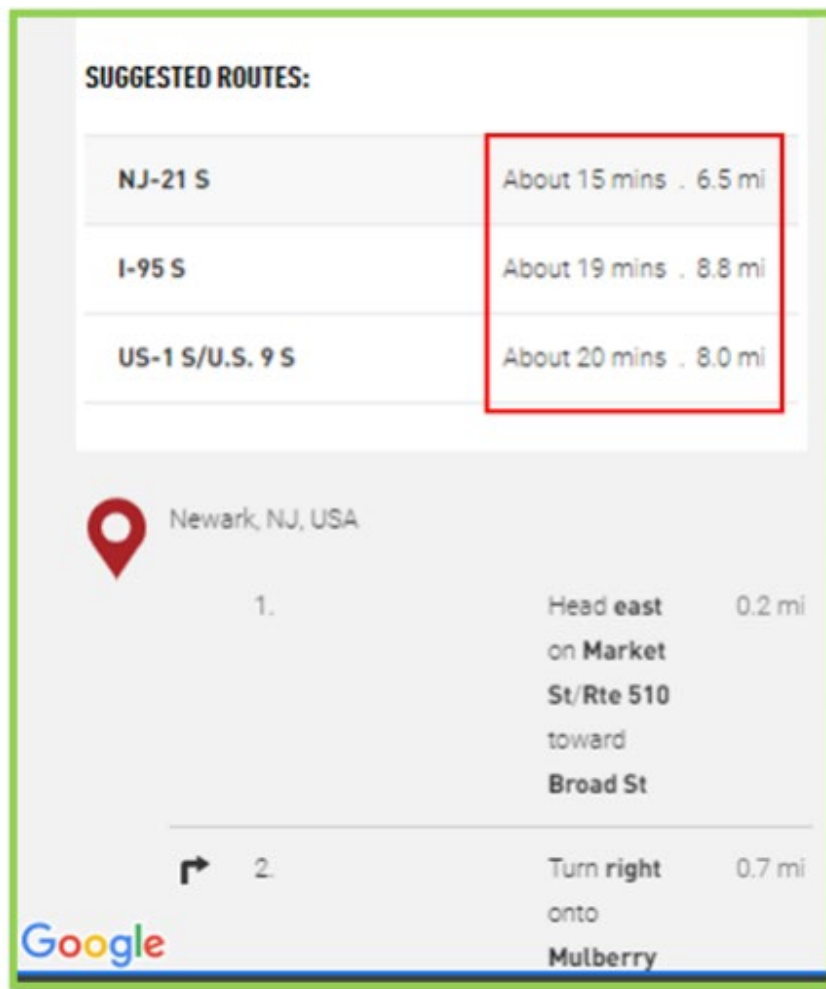 SUGGESTED ROUTES:
NJ-21 S About 15 mins . 6.5 mi
I-95 S About 19 mins . 8.8 mi
US-1 S/U.S. 9 S About 20 mins . 8.0 mi
Newark, NJ, USA
1. Head east 0.2 mi
on Market
St/Rte 510
toward
Broad St
2. Turn right 0.7 mi
onto
Mulberry
Google